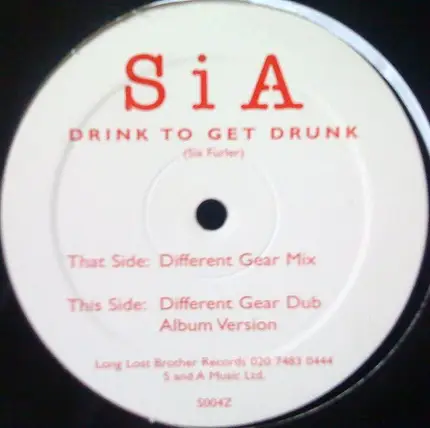 SiA
DRINK TO GET DRUNK
(Sia Furler)
That Side: Different Gear Mix
This Side: Different Gear Dub
Album Version
Long Lost Brother Records 020 7483 0444
S and A Music Ltd.
S004Z